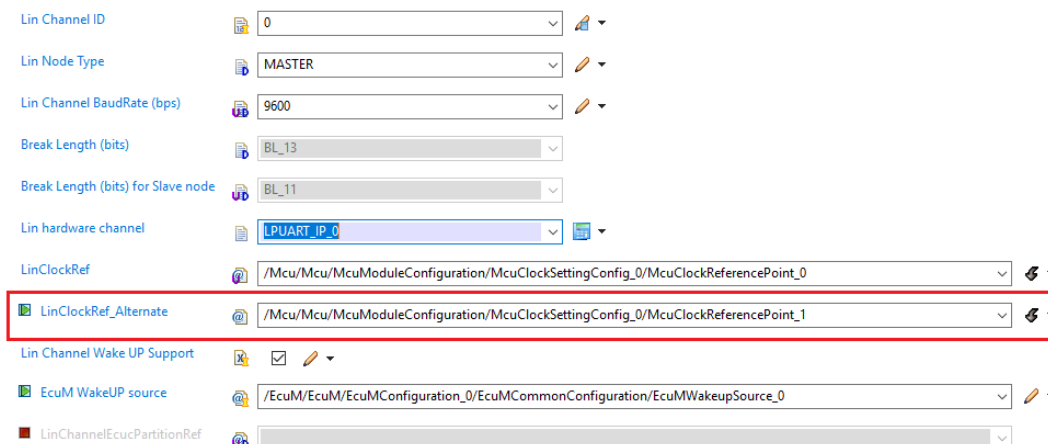 Lin Channel ID 0
Lin Node Type MASTER
Lin Channel BaudRate (bps) 9600
Break Length (bits) BL_13
Break Length (bits) for Slave node BL_11
Lin hardware channel LPUART_IP_0
LinClockRef /Mcu/Mcu/McuModuleConfiguration/McuClockSettingConfig_0/McuClockReferencePoint_0
LinClockRef_Alternate /Mcu/Mcu/McuModuleConfiguration/McuClockSettingConfig_0/McuClockReferencePoint_1
Lin Channel Wake UP Support
EcuM WakeUP source /EcuM/EcuM/EcuMConfiguration_0/EcuMCommonConfiguration/EcuMWakeupSource_0
LinChannelEcucPartitionRef